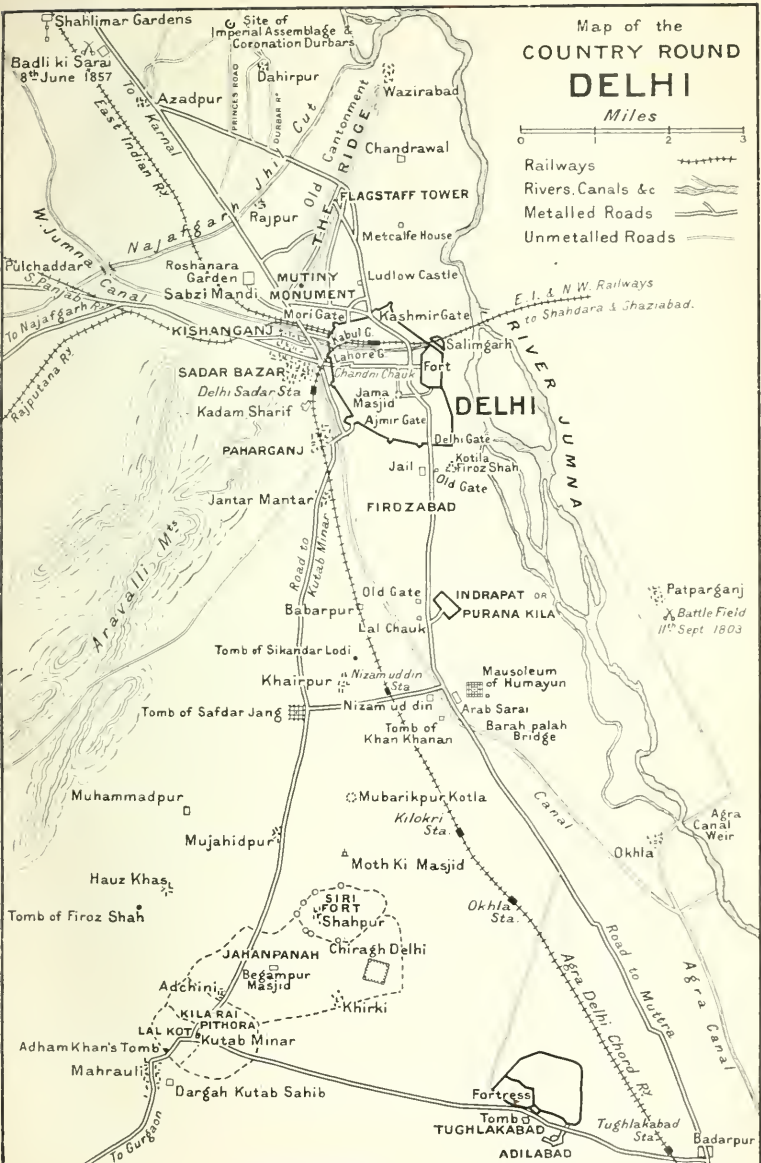 Map of the
COUNTRY ROUND
DELHI
Miles
0 1 2 3
Railways
Rivers, Canals &c
Metalled Roads
Unmetalled Roads
Shahlimar Gardens
Site of
Imperial Assemblage &
Coronation Durbars
Badli ki Sarai
8th June 1857
Dahirpur
PRINCES ROAD
DURBAR RD
Wazirabad
Azadpur
To Karnal
East Indian Ry
Najafgarh Jhil Cut
Old Cantonment
THE RIDGE
Chandrawal
FLAGSTAFF TOWER
Rajpur
Metcalfe House
W. Jumna Canal
Pulchaddar
S. Panjab Ry
To Najafgarh
Rajputana Ry
Roshanara
Garden
Sabzi Mandi
MUTINY
MONUMENT
Ludlow Castle
E.I. & N.W. Railways
to Shahdara & Ghaziabad.
Mori Gate
Kashmir Gate
KISHANGANJ
Kabul G.
Salimgarh
Lahore G.
Fort
SADAR BAZAR
Chandni Chauk
Delhi Sadar Sta
Jama
Masjid
DELHI
RIVER JUMNA
Kadam Sharif
Ajmir Gate
PAHARGANJ
Delhi Gate
Jail
Kotila
Firoz Shah
Old Gate
Jantar Mantar
FIROZABAD
Road to
Kutab Minar
Aravalli Mts
Babarpur
Old Gate
INDRAPAT OR
PURANA KILA
Lal Chauk
Patparganj
Battle Field
11th Sept 1803
Tomb of Sikandar Lodi
Khairpur
Nizamuddin
Sta
Mausoleum
of Humayun
Tomb of Safdar Jang
Nizam ud din
Arab Sarai
Tomb of
Khan Khanan
Barah palah
Bridge
Muhammadpur
Mubarikpur Kotla
Canal
Kilokri
Sta.
Agra
Canal
Weir
Mujahidpur
Okhla
Moth Ki Masjid
Hauz Khas
SIRI
FORT
Shahpur
Okhla
Sta.
Tomb of Firoz Shah
JAHANPANAH
Chiragh Delhi
Begampur
Masjid
Adchini
Khirki
Road to Muttra
Agra Canal
Agra Delhi Chord Ry
KILA RAI
PITHORA
LAL KOT
Kutab Minar
Adham Khan's Tomb
Mahrauli
Dargah Kutab Sahib
To Gurgaon
Fortress
Tomb
TUGHLAKABAD
ADILABAD
Tughlakabad
Sta.
Badarpur